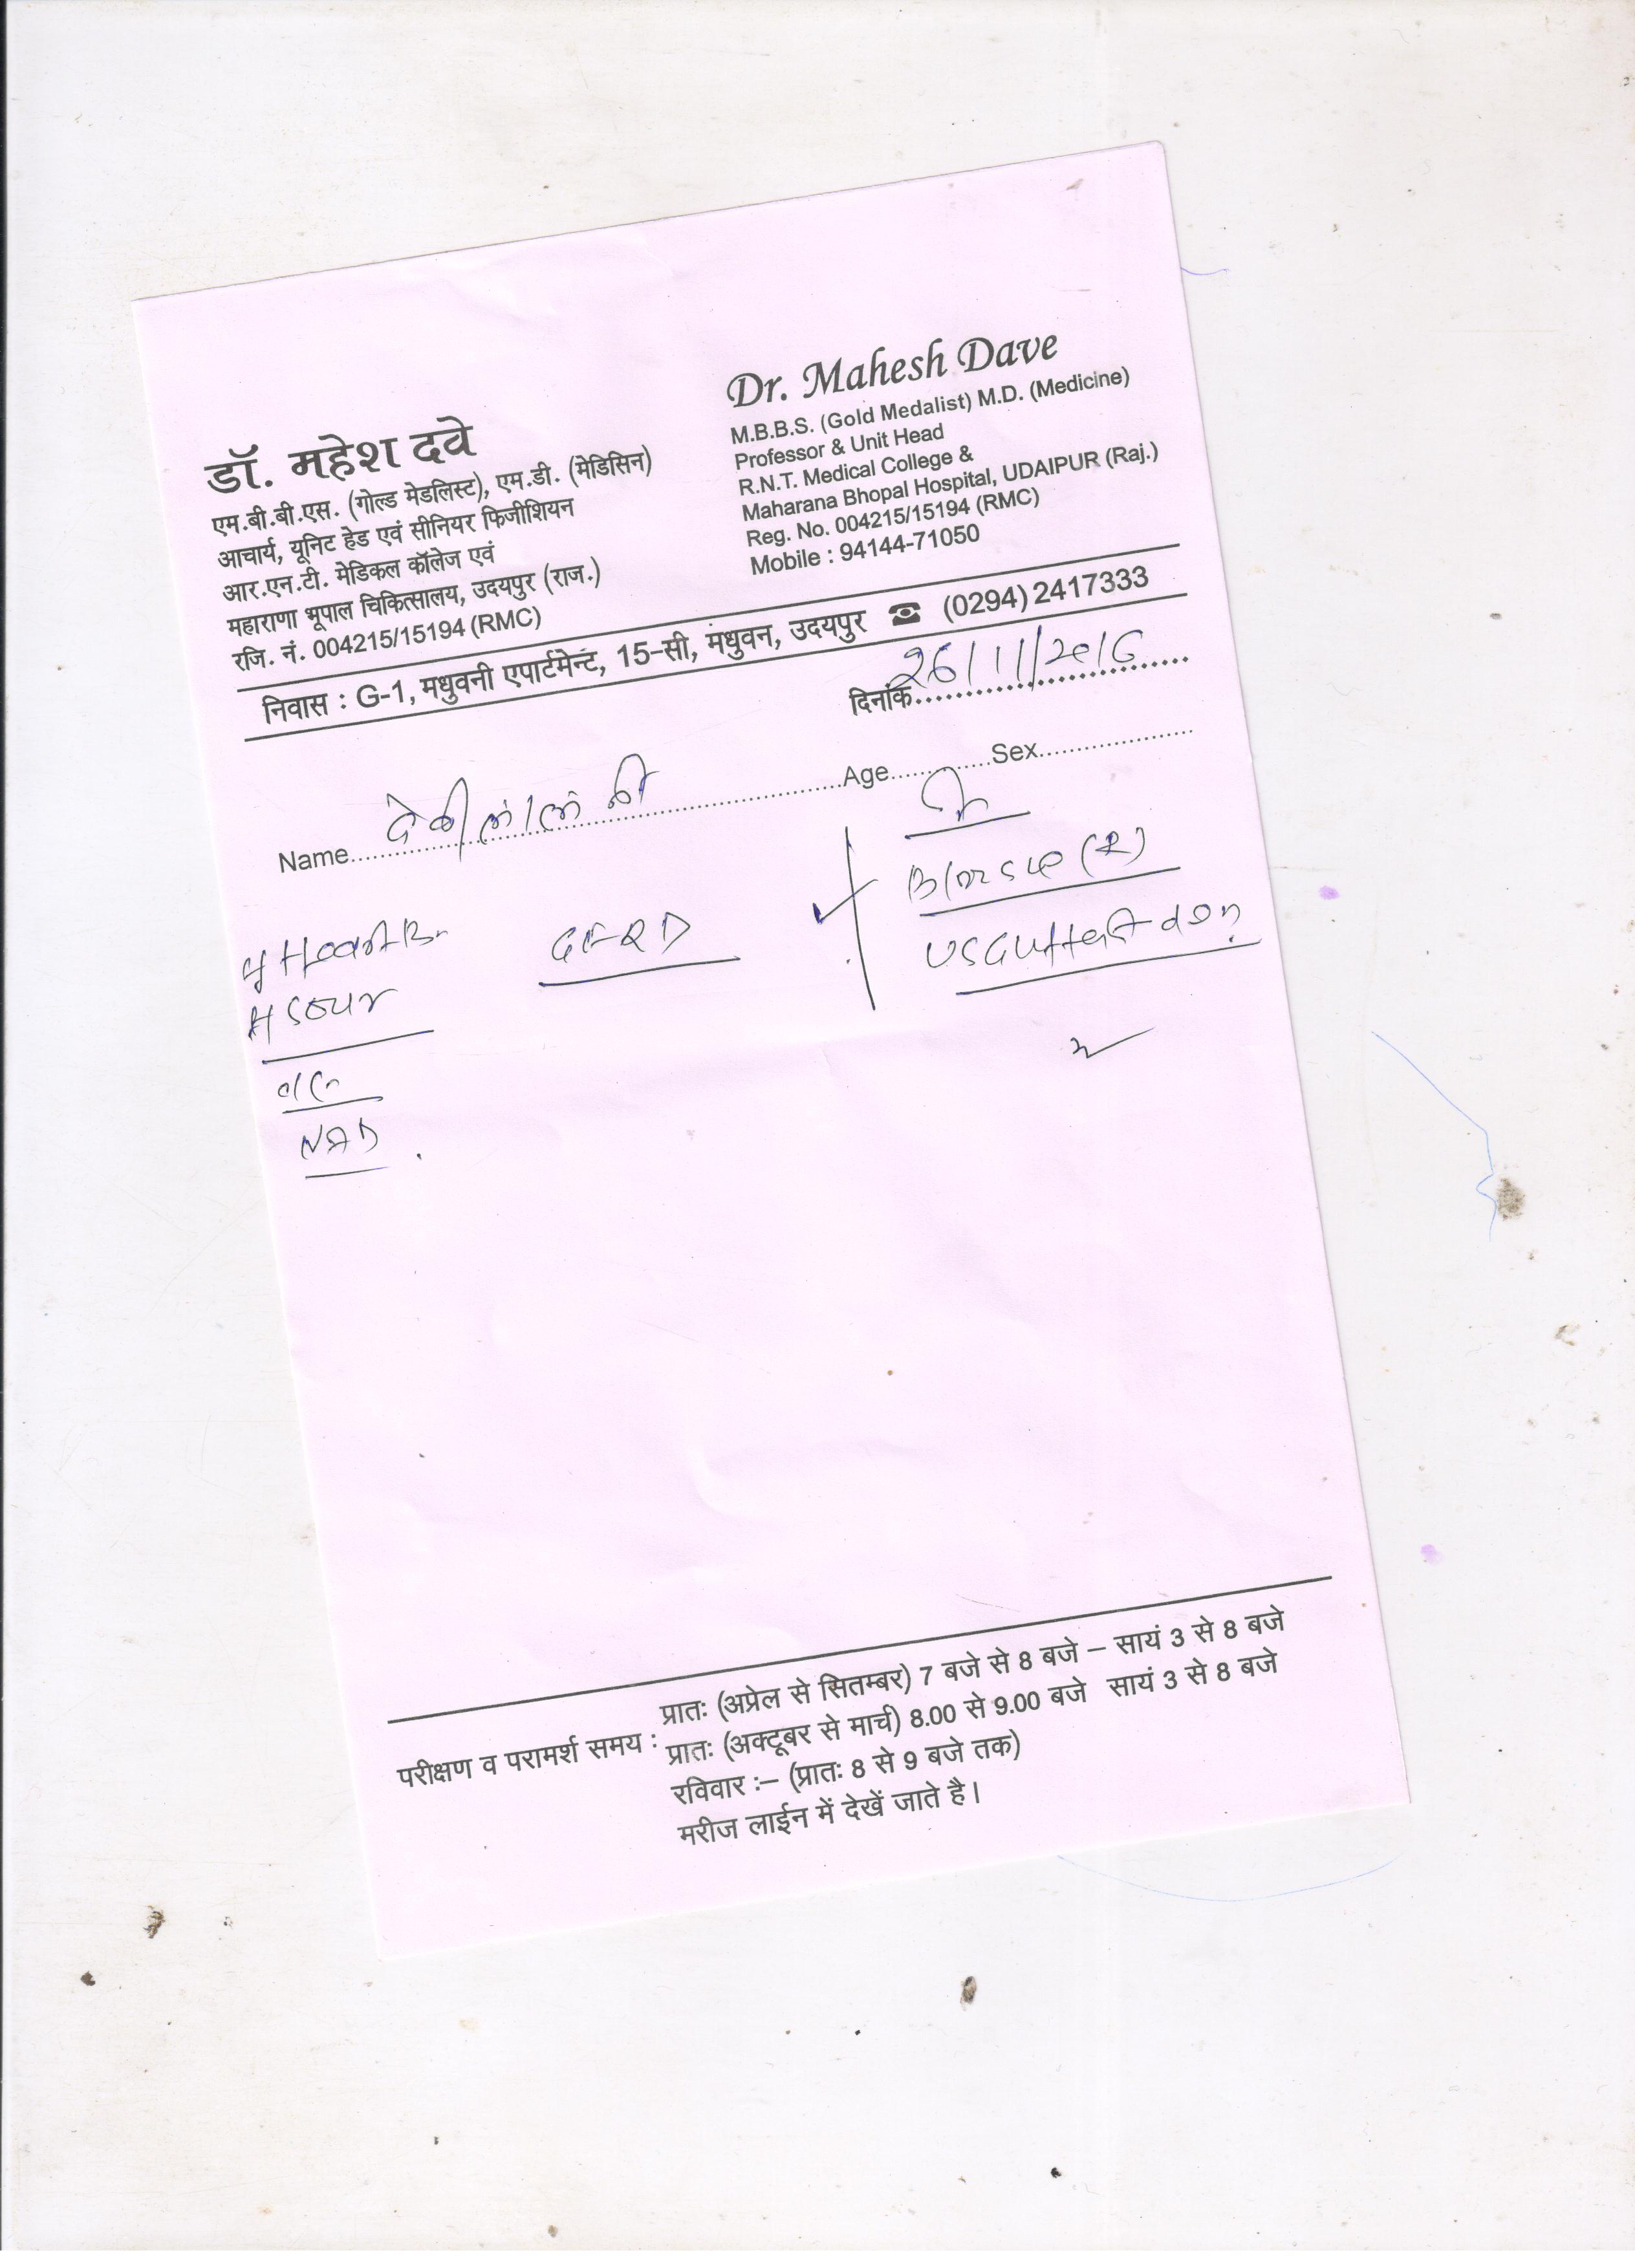 डॉ. महेश दवे
एम.बी.बी.एस. (गोल्ड मेडलिस्ट), एम.डी. (मेडिसिन)
आचार्य, यूनिट हेड एवं सीनियर फिजीशियन
आर.एन.टी. मेडिकल कॉलेज एवं
महाराणा भूपाल चिकित्सालय, उदयपुर (राज.)
रजि. नं. 004215/15194 (RMC)
Dr. Mahesh Dave
M.B.B.S. (Gold Medalist) M.D. (Medicine)
Professor & Unit Head
R.N.T. Medical College &
Maharana Bhopal Hospital, UDAIPUR (Raj.)
Reg. No. 004215/15194 (RMC)
Mobile : 94144-71050
निवास : G-1, मधुवनी एपार्टमेन्ट, 15-सी, मधुवन, उदयपुर ☎ (0294) 2417333
दिनांक 26/11/2016
Name देवीलाल जी Age Sex
GERD
NAD
परीक्षण व परामर्श समय :
प्रातः (अप्रेल से सितम्बर) 7 बजे से 8 बजे – सायं 3 से 8 बजे
प्रातः (अक्टूबर से मार्च) 8.00 से 9.00 बजे सायं 3 से 8 बजे
रविवार :– (प्रातः 8 से 9 बजे तक)
मरीज लाईन में देखें जाते है।